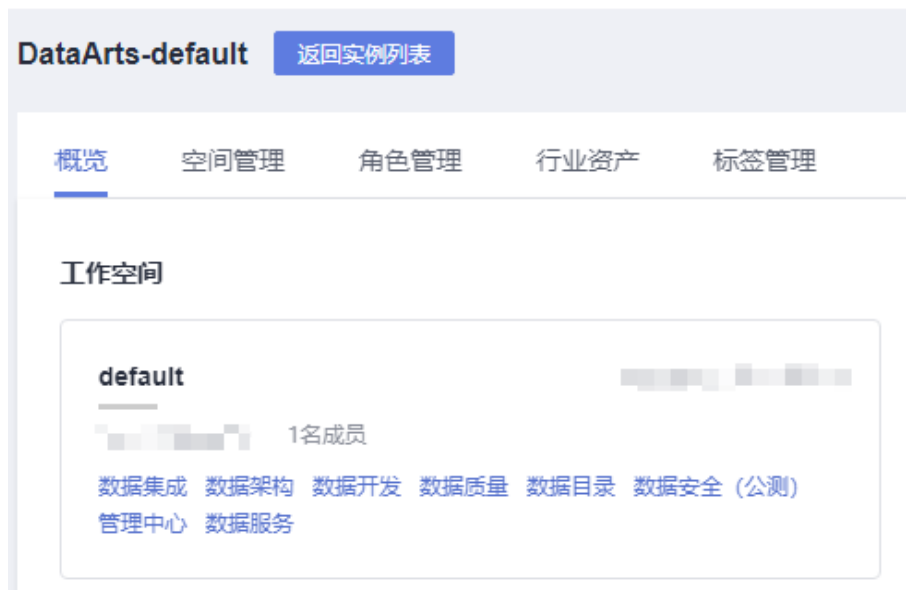 DataArts-default 返回实例列表
概览 空间管理 角色管理 行业资产 标签管理
工作空间
default
1名成员
数据集成 数据架构 数据开发 数据质量 数据目录 数据安全（公测）
管理中心 数据服务